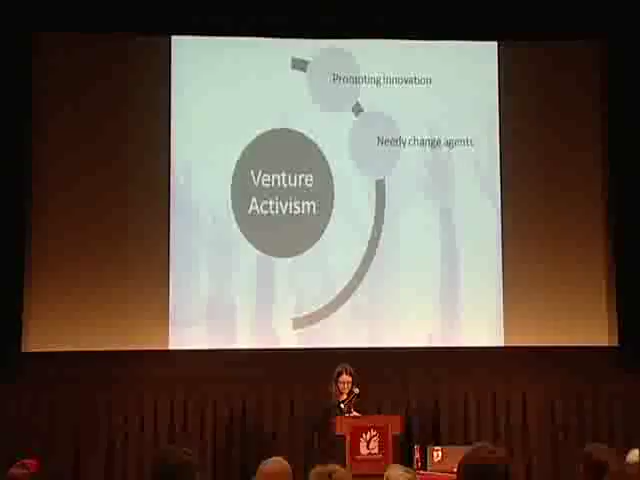 Promoting Innovation
Needy change agents
Venture
Activism